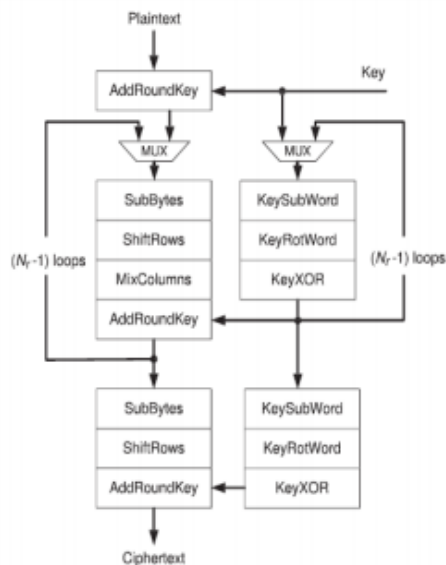 Plaintext
Key
AddRoundKey
MUX
MUX
SubBytes
ShiftRows
MixColumns
AddRoundKey
KeySubWord
KeyRotWord
KeyXOR
(Nr-1) loops
(Nr-1) loops
SubBytes
ShiftRows
AddRoundKey
KeySubWord
KeyRotWord
KeyXOR
Ciphertext